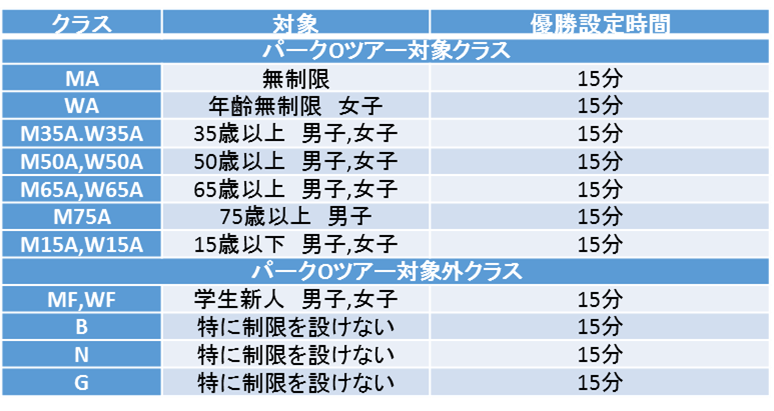 クラス 対象 優勝設定時間
パークOツアー対象クラス
MA 無制限 15分
WA 年齢無制限　女子 15分
M35A.W35A 35歳以上　男子,女子 15分
M50A,W50A 50歳以上　男子,女子 15分
M65A,W65A 65歳以上　男子,女子 15分
M75A 75歳以上　男子 15分
M15A,W15A 15歳以下　男子,女子 15分
パークOツアー対象外クラス
MF,WF 学生新人　男子,女子 15分
B 特に制限を設けない 15分
N 特に制限を設けない 15分
G 特に制限を設けない 15分